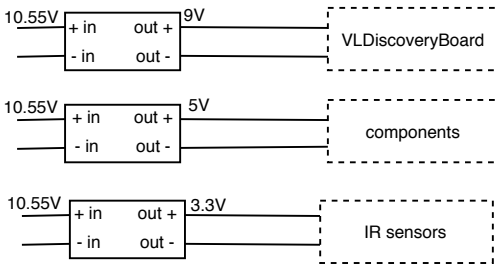 10.55V 9V
+ in out + VLDiscoveryBoard
- in out -
10.55V 5V
+ in out + components
- in out -
10.55V 3.3V
+ in out + IR sensors
- in out -